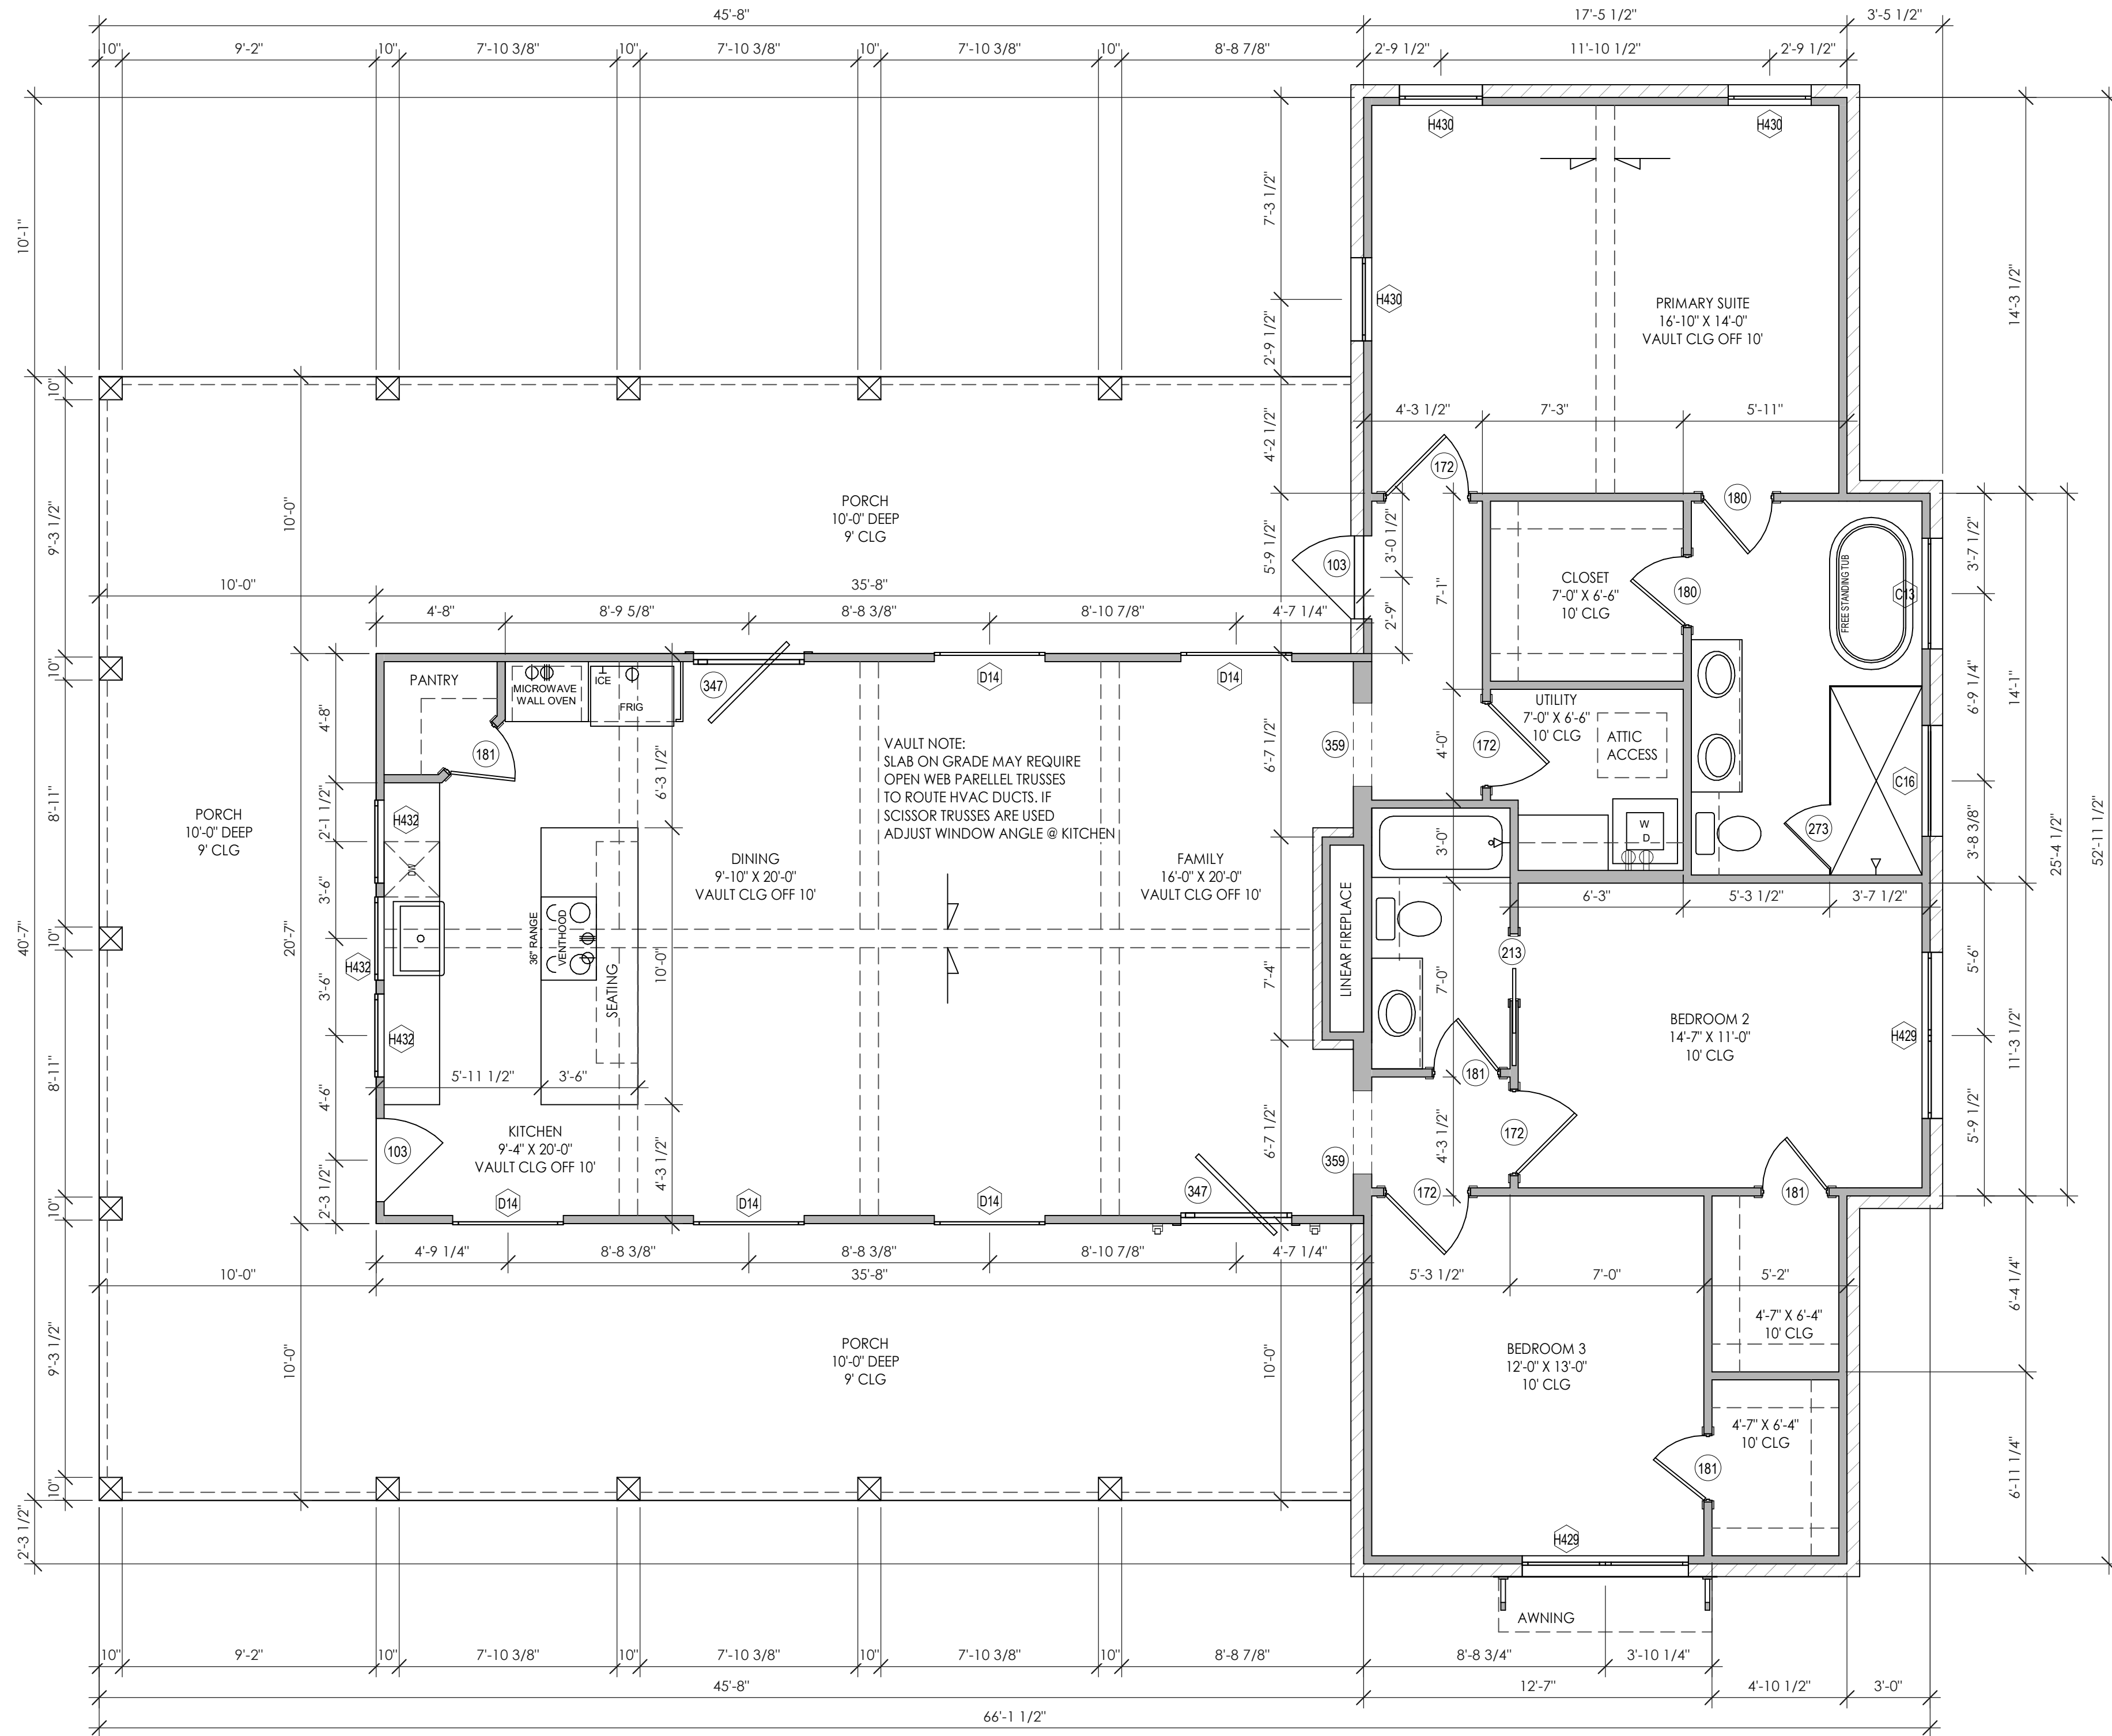 45'-8"
17'-5 1/2"
3'-5 1/2"
10"
9'-2"
10"
7'-10 3/8"
10"
7'-10 3/8"
10"
7'-10 3/8"
10"
8'-8 7/8"
2'-9 1/2"
11'-10 1/2"
2'-9 1/2"
H430
H430
10'-1"
7'-3 1/2"
2'-9 1/2"
H430
PRIMARY SUITE
16'-10" X 14'-0"
VAULT CLG OFF 10'
14'-3 1/2"
52'-11 1/2"
4'-3 1/2"
7'-3"
5'-11"
4'-2 1/2"
172
180
10"
9'-3 1/2"
10'-0"
PORCH
10'-0" DEEP
9' CLG
5'-9 1/2"
103
3'-0 1/2"
2'-9"
7'-1"
CLOSET
7'-0" X 6'-6"
10' CLG
180
FREE STANDING TUB
C13
3'-7 1/2"
10'-0"
35'-8"
4'-8"
8'-9 5/8"
8'-8 3/8"
8'-10 7/8"
4'-7 1/4"
10"
PANTRY
MICROWAVE
WALL OVEN
ICE
FRIG
347
D14
D14
4'-8"
181
6'-3 1/2"
VAULT NOTE:
SLAB ON GRADE MAY REQUIRE
OPEN WEB PARELLEL TRUSSES
TO ROUTE HVAC DUCTS. IF
SCISSOR TRUSSES ARE USED
ADJUST WINDOW ANGLE @ KITCHEN
6'-7 1/2"
359
4'-0"
172
UTILITY
7'-0" X 6'-6"
10' CLG
ATTIC
ACCESS
C16
6'-9 1/4"
14'-1"
25'-4 1/2"
PORCH
10'-0" DEEP
9' CLG
8'-11"
2'-1 1/2"
H432
DW
3'-6"
DINING
9'-10" X 20'-0"
VAULT CLG OFF 10'
FAMILY
16'-0" X 20'-0"
VAULT CLG OFF 10'
3'-0"
W
D
273
3'-8 3/8"
6'-3"
5'-3 1/2"
3'-7 1/2"
40'-7"
10"
20'-7"
H432
36" RANGE
VENTHOOD
SEATING
10'-0"
7'-4"
LINEAR FIREPLACE
7'-0"
213
5'-6"
3'-6"
H432
BEDROOM 2
14'-7" X 11'-0"
10' CLG
H429
11'-3 1/2"
8'-11"
5'-11 1/2"
3'-6"
181
4'-6"
103
KITCHEN
9'-4" X 20'-0"
VAULT CLG OFF 10'
172
5'-9 1/2"
4'-3 1/2"
6'-7 1/2"
359
4'-3 1/2"
10"
2'-3 1/2"
D14
D14
D14
347
172
181
4'-9 1/4"
8'-8 3/8"
8'-8 3/8"
8'-10 7/8"
4'-7 1/4"
10'-0"
35'-8"
5'-3 1/2"
7'-0"
5'-2"
6'-4 1/4"
9'-3 1/2"
10'-0"
PORCH
10'-0" DEEP
9' CLG
10'-0"
BEDROOM 3
12'-0" X 13'-0"
10' CLG
4'-7" X 6'-4"
10' CLG
4'-7" X 6'-4"
10' CLG
181
6'-11 1/4"
10"
2'-3 1/2"
H429
AWNING
10"
9'-2"
10"
7'-10 3/8"
10"
7'-10 3/8"
10"
7'-10 3/8"
10"
8'-8 7/8"
8'-8 3/4"
3'-10 1/4"
45'-8"
12'-7"
4'-10 1/2"
3'-0"
66'-1 1/2"